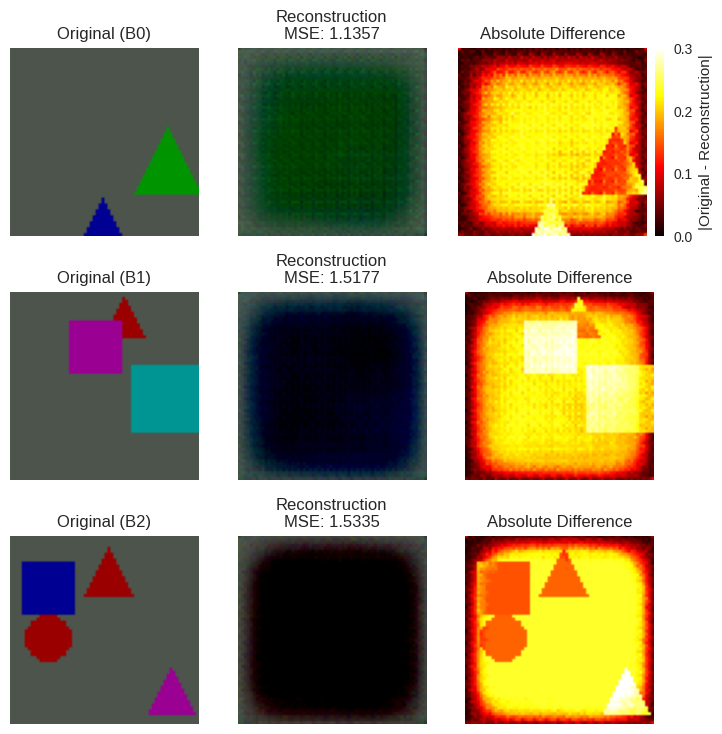 Original (B0)
Reconstruction
MSE: 1.1357
Absolute Difference
0.3
0.2
0.1
0.0
|Original - Reconstruction|
Original (B1)
Reconstruction
MSE: 1.5177
Absolute Difference
Original (B2)
Reconstruction
MSE: 1.5335
Absolute Difference